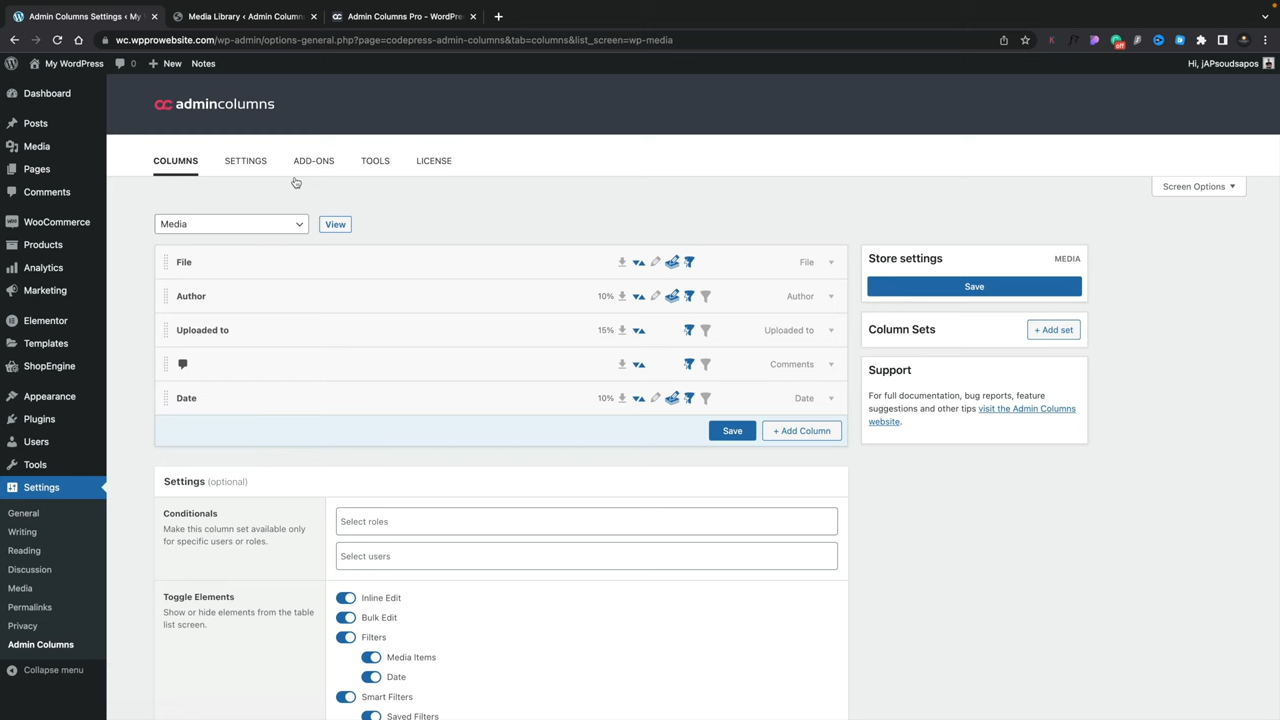 Admin Columns Settings ‹ My W
Media Library ‹ Admin Columns
Admin Columns Pro - WordPres
wc.wpprowebsite.com/wp-admin/options-general.php?page=codepress-admin-columns&tab=columns&list_screen=wp-media
off
My WordPress
0
New
Notes
Hi, jAPsoudsapos
Dashboard
Posts
Media
Pages
Comments
WooCommerce
Products
Analytics
Marketing
Elementor
Templates
ShopEngine
Appearance
Plugins
Users
Tools
Settings
General
Writing
Reading
Discussion
Media
Permalinks
Privacy
Admin Columns
Collapse menu
admincolumns
COLUMNS
SETTINGS
ADD-ONS
TOOLS
LICENSE
Screen Options
Media
View
File
File
Author
10%
Author
Uploaded to
15%
Uploaded to
Comments
Date
10%
Date
Save
+ Add Column
Store settings
MEDIA
Save
Column Sets
+ Add set
Support
For full documentation, bug reports, feature
suggestions and other tips visit the Admin Columns
website.
Settings (optional)
Conditionals
Make this column set available only
for specific users or roles.
Select roles
Select users
Toggle Elements
Show or hide elements from the table
list screen.
Inline Edit
Bulk Edit
Filters
Media Items
Date
Smart Filters
Saved Filters